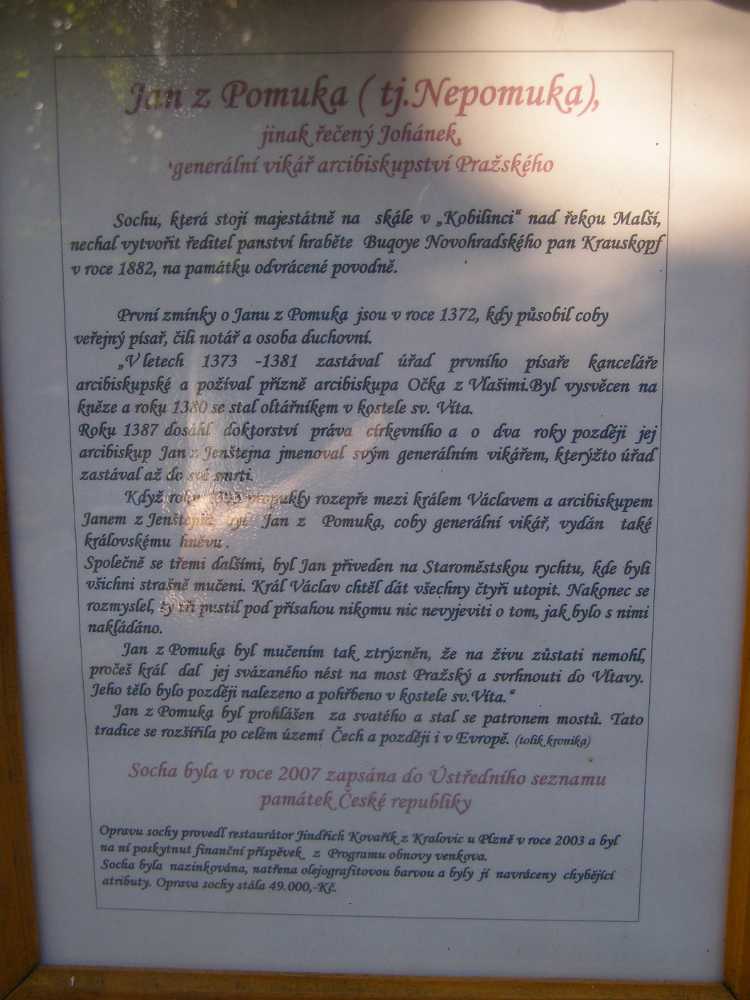 Jan z Pomuka ( tj.Nepomuka),
jinak řečený Johánek,
generální vikář arcibiskupství Pražského
Sochu, která stojí majestátně na skále v „Kobilinci“ nad řekou Malší,
nechal vytvořit ředitel panství hraběte Buqoye Novohradského pan Krauskopf
v roce 1882, na památku odvrácené povodně.
První zmínky o Janu z Pomuka jsou v roce 1372, kdy působil coby
veřejný písař, čili notář a osoba duchovní.
„V letech 1373 -1381 zastával úřad prvního písaře kanceláře
arcibiskupské a požíval přízně arcibiskupa Očka z Vlašimi.Byl vysvěcen na
kněze a roku 1380 se stal oltářníkem v kostele sv. Víta.
Roku 1387 dosáhl doktorství práva církevního a o dva roky později jej
arcibiskup Jan z Jenštejna jmenoval svým generálním vikářem, kterýžto úřad
zastával až do své smrti.
Když roku propukly rozepře mezi králem Václavem a arcibiskupem
Janem z Jenštejna byl Jan z Pomuka, coby generální vikář, vydán také
královskému hněvu .
Společně se třemi dalšími, byl Jan přiveden na Staroměstskou rychtu, kde byli
všichni strašně mučeni. Král Václav chtěl dát všechny čtyři utopit. Nakonec se
rozmyslel, ty tři pustil pod přísahou nikomu nic nevyjeviti o tom, jak bylo s nimi
nakládáno.
Jan z Pomuka byl mučením tak ztrýzněn, že na živu zůstati nemohl,
pročeš král dal jej svázaného nést na most Pražský a svrhnouti do Vltavy.
Jeho tělo bylo později nalezeno a pohřbeno v kostele sv.Víta.“
Jan z Pomuka byl prohlášen za svatého a stal se patronem mostů. Tato
tradice se rozšířila po celém území Čech a později i v Evropě. (tolik kronika)
Socha byla v roce 2007 zapsána do Ústředního seznamu
památek České republiky
Opravu sochy provedl restaurátor Jindřich Kovařík z Kralovic u Plzně v roce 2003 a byl
na ní poskytnut finanční příspěvek z Programu obnovy venkova.
Socha byla nazinkována, natřena olejografitovou barvou a byly jí navráceny chybějící
atributy. Oprava sochy stála 49.000,-Kč.